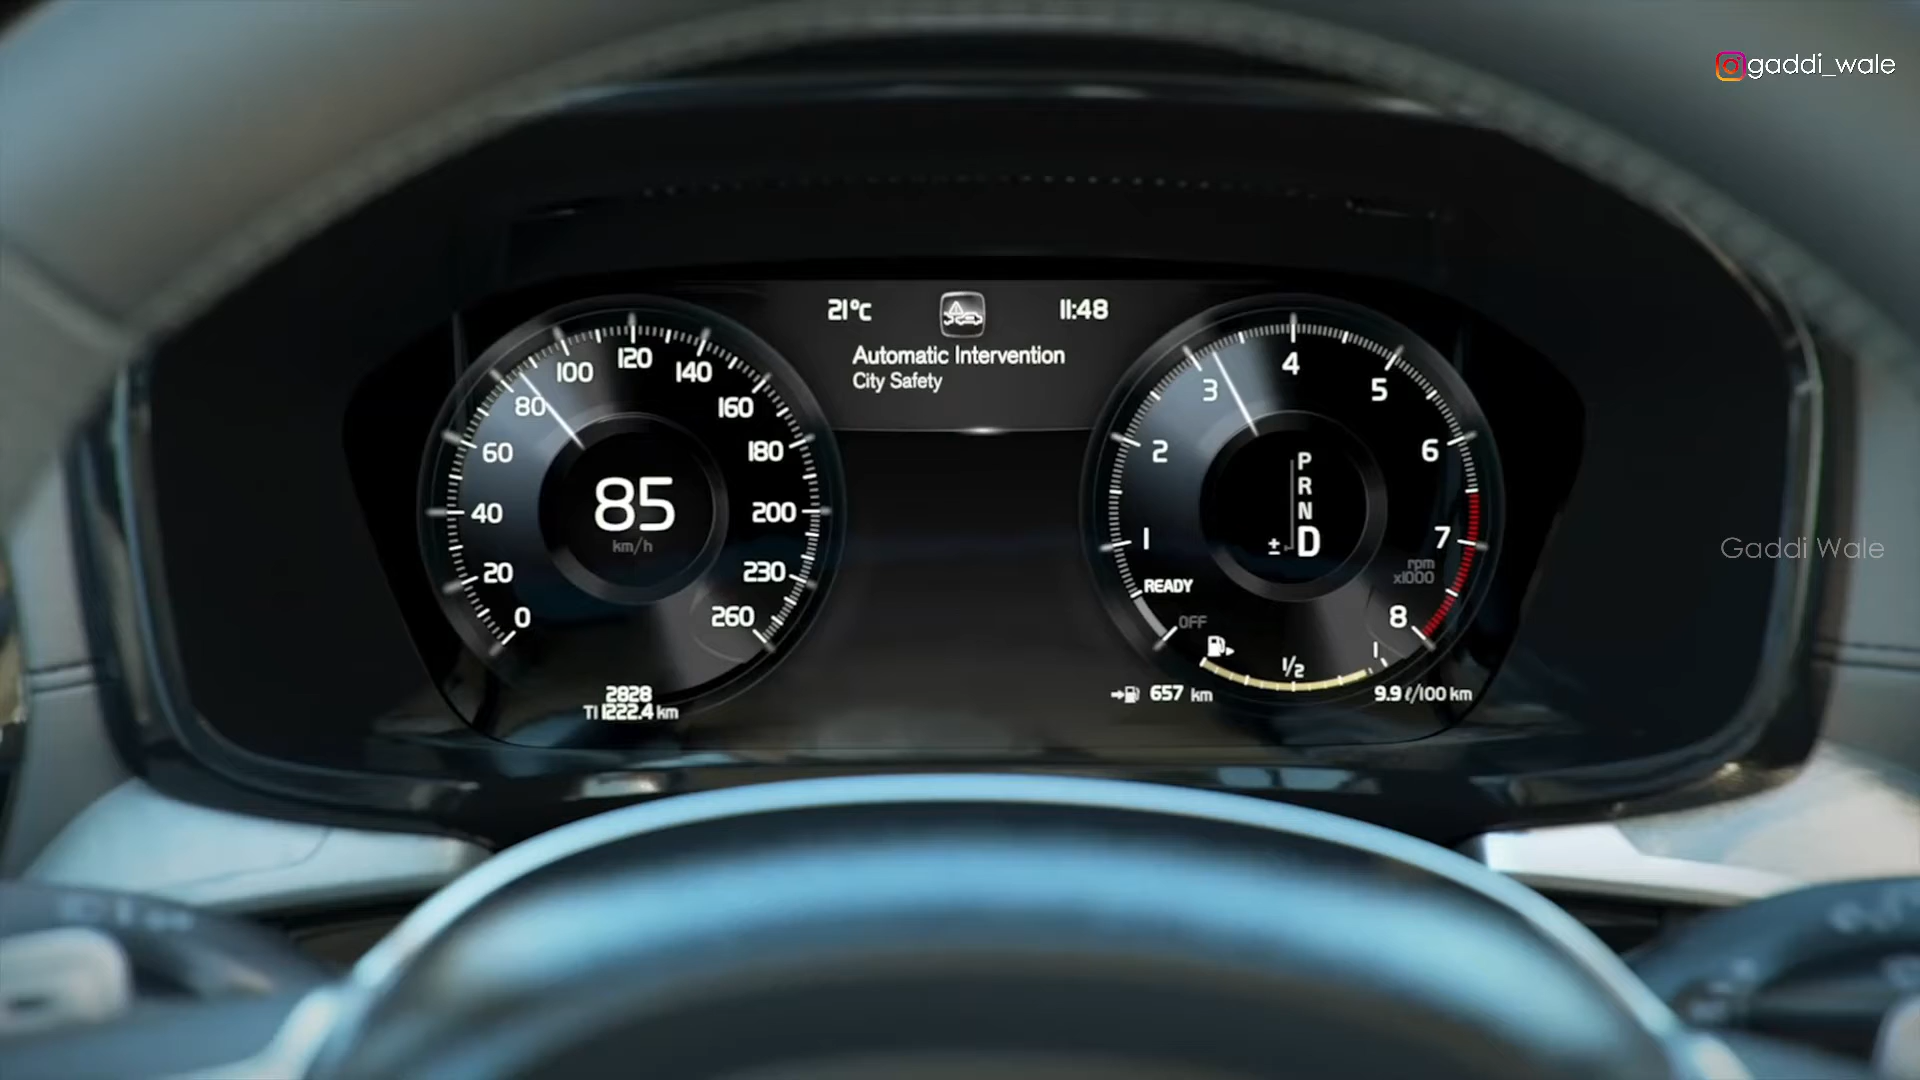 gaddi_wale
21°C
11:48
Automatic Intervention
City Safety
0
20
40
60
80
100
120
140
160
180
200
230
260
85
km/h
2828
T1 1222.4 km
1
2
3
4
5
6
7
8
rpm
x1000
P
R
N
± D
READY
OFF
1/2
1
657 km
9.9 ℓ/100 km
Gaddi Wale